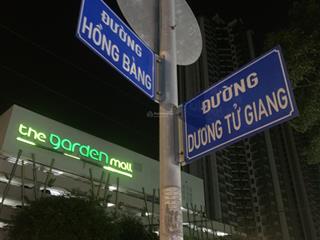 ĐƯỜNG
HỒNG BÀNG
ĐƯỜNG
DƯƠNG TỬ GIANG
the garden mall